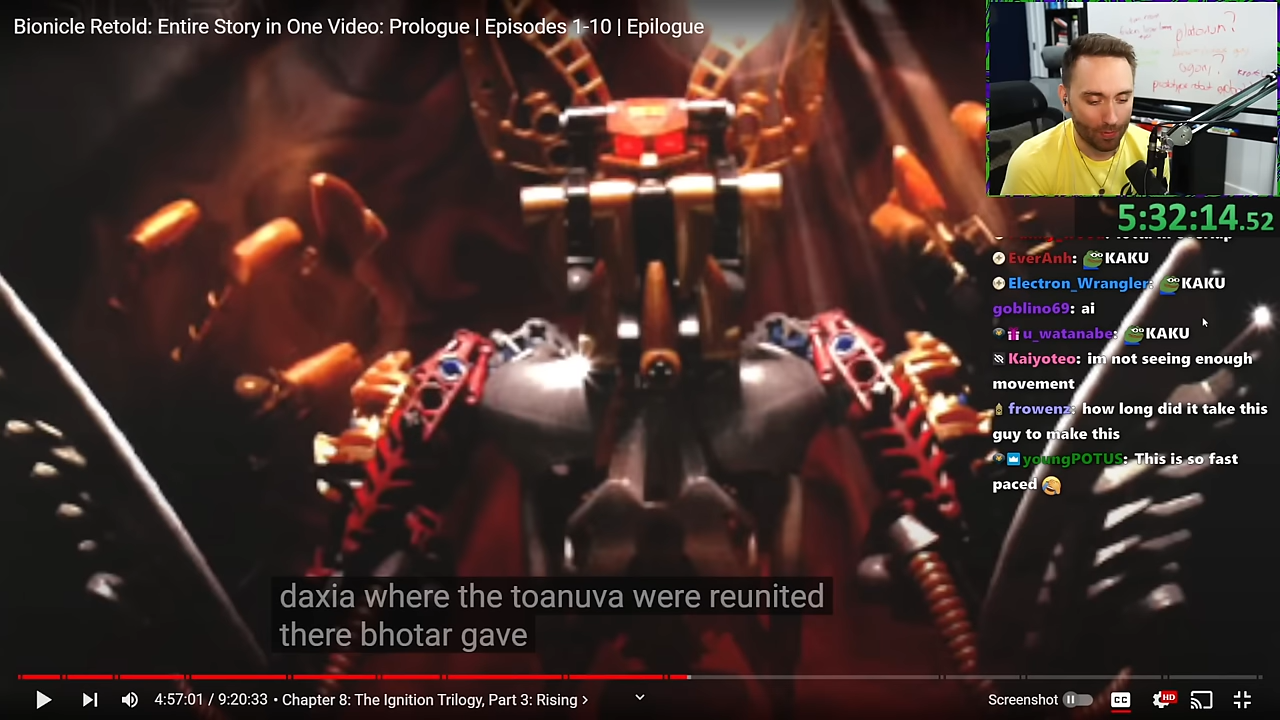 Bionicle Retold: Entire Story in One Video: Prologue | Episodes 1-10 | Epilogue
platonun?
5:32:14.52
EverAnh: KAKU
Electron_Wrangler: KAKU
goblino69: ai
u_watanabe: KAKU
Kaiyoteo: im not seeing enough
movement
frowenz: how long did it take this
guy to make this
youngPOTUS: This is so fast
paced
daxia where the toanuva were reunited
there bhotar gave
4:57:01 / 9:20:33 • Chapter 8: The Ignition Trilogy, Part 3: Rising >
Screenshot
CC
HD